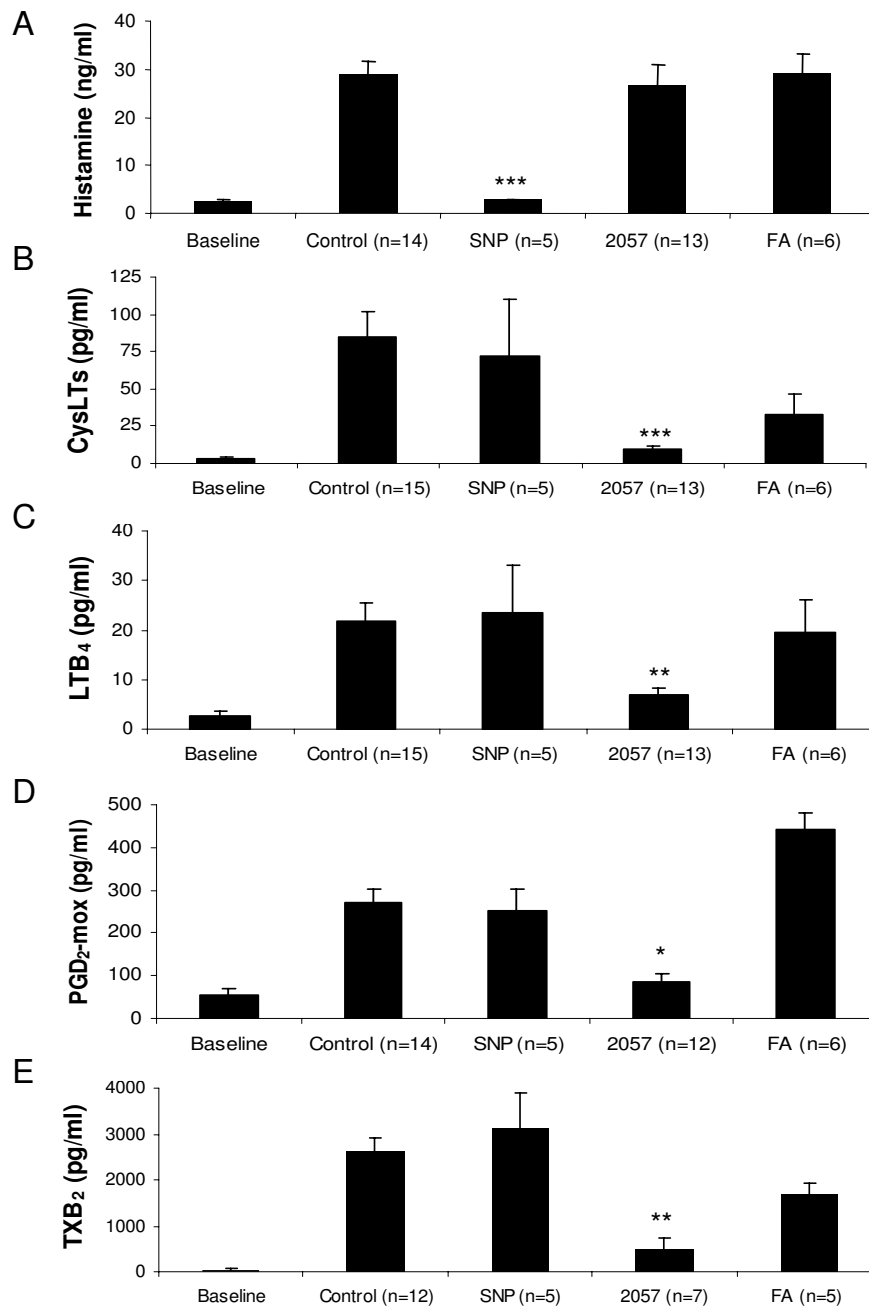 A
Histamine (ng/ml)
40
30
20
10
0
***
Baseline Control (n=14) SNP (n=5) 2057 (n=13) FA (n=6)
B
CysLTs (pg/ml)
125
100
75
50
25
0
***
Baseline Control (n=15) SNP (n=5) 2057 (n=13) FA (n=6)
C
LTB4 (pg/ml)
40
30
20
10
0
**
Baseline Control (n=15) SNP (n=5) 2057 (n=13) FA (n=6)
D
PGD2-mox (pg/ml)
500
400
300
200
100
0
*
Baseline Control (n=14) SNP (n=5) 2057 (n=12) FA (n=6)
E
TXB2 (pg/ml)
4000
3000
2000
1000
0
**
Baseline Control (n=12) SNP (n=5) 2057 (n=7) FA (n=5)